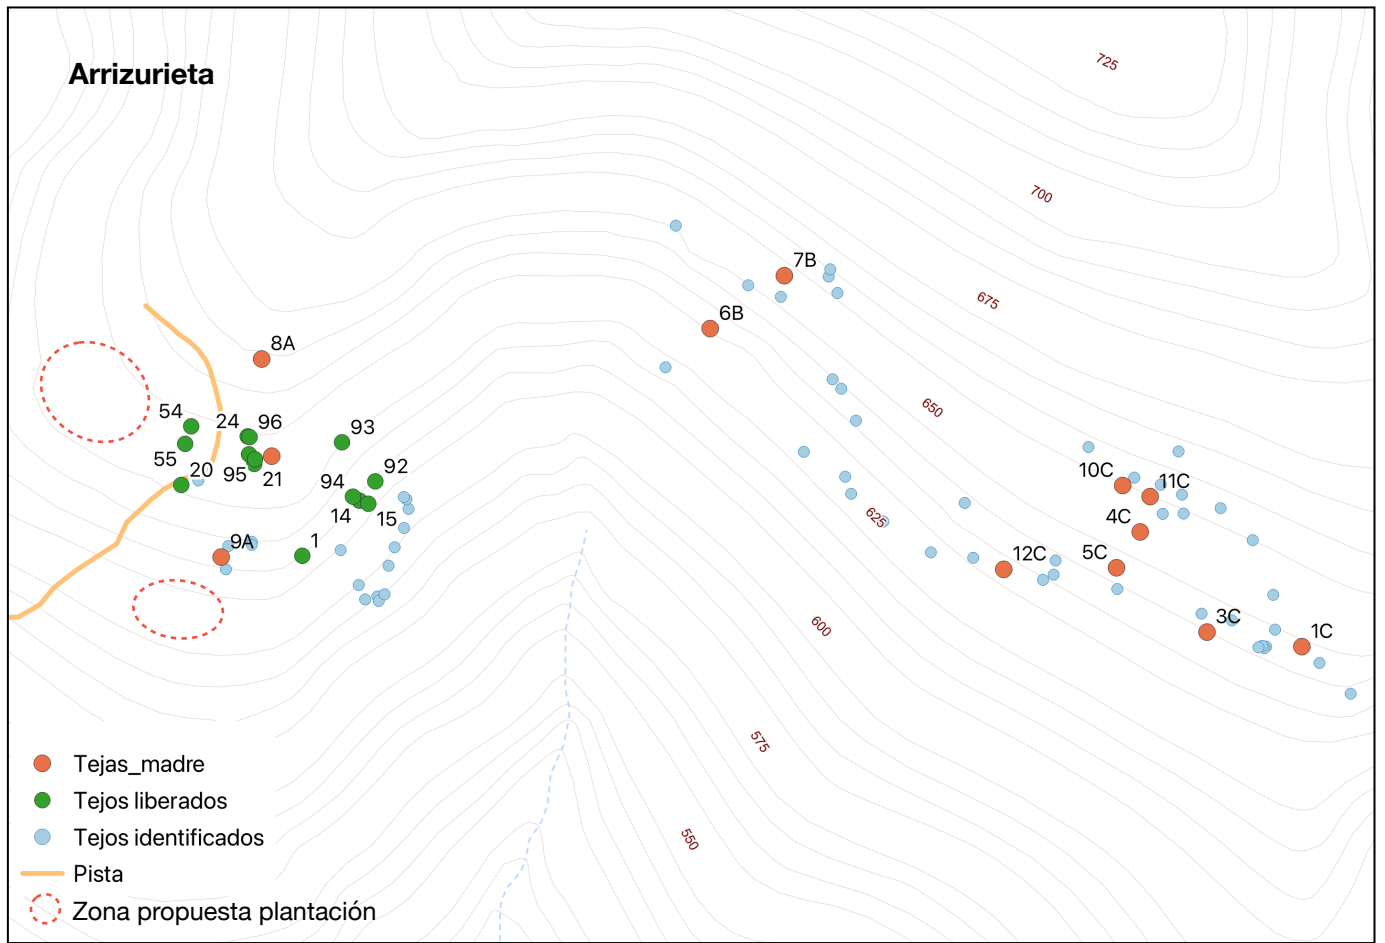 725
Arrizurieta
700
7B
675
6B
8A
650
54
24
96
93
55
20
95
21
92
94
14
15
10C
11C
4C
625
9A
1
12C
5C
3C
1C
600
575
550
Tejas_madre
Tejos liberados
Tejos identificados
Pista
Zona propuesta plantación